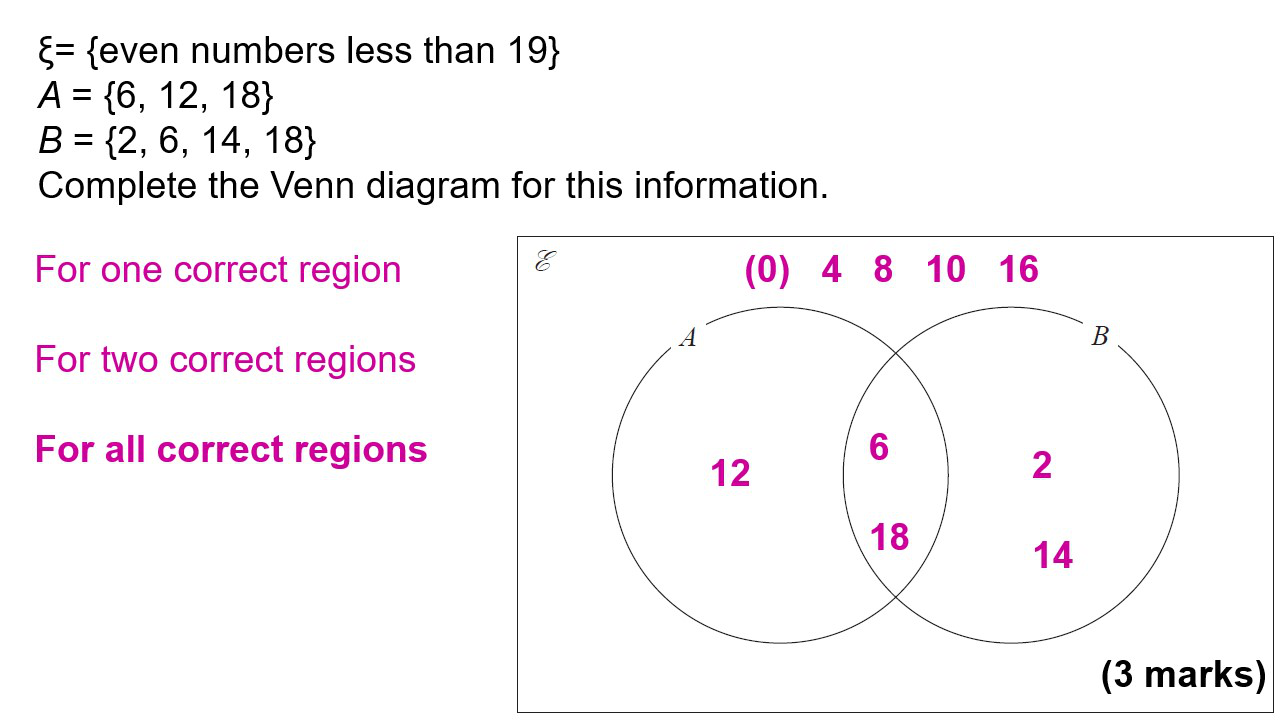 ξ= {even numbers less than 19}
A = {6, 12, 18}
B = {2, 6, 14, 18}
Complete the Venn diagram for this information.
For one correct region
For two correct regions
For all correct regions
ℰ
(0) 4 8 10 16
A
B
12
6
18
2
14
(3 marks)